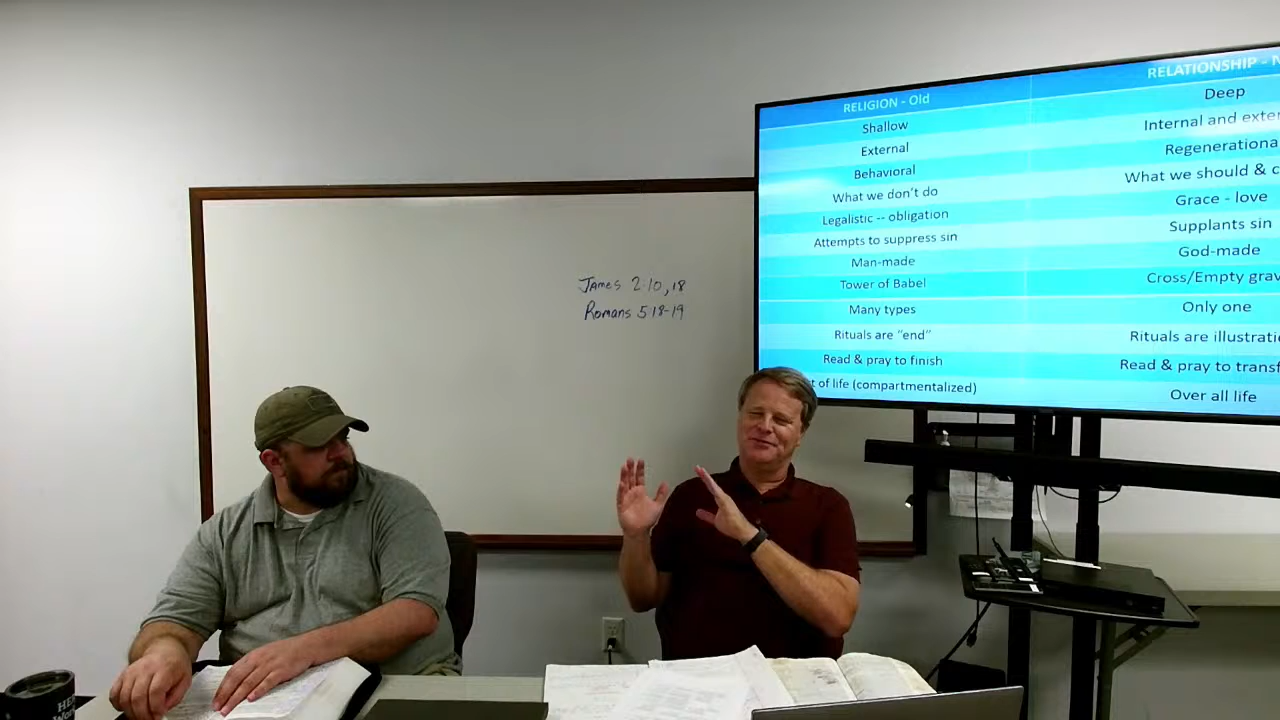 James 2:10,18
Romans 5:18-19
RELIGION - Old
Shallow
External
Behavioral
What we don't do
Legalistic -- obligation
Attempts to suppress sin
Man-made
Tower of Babel
Many types
Rituals are "end"
Read & pray to finish
t of life (compartmentalized)
RELATIONSHIP -
Deep
Internal and exter
Regenerationa
What we should & c
Grace - love
Supplants sin
God-made
Cross/Empty grav
Only one
Rituals are illustrati
Read & pray to transf
Over all life